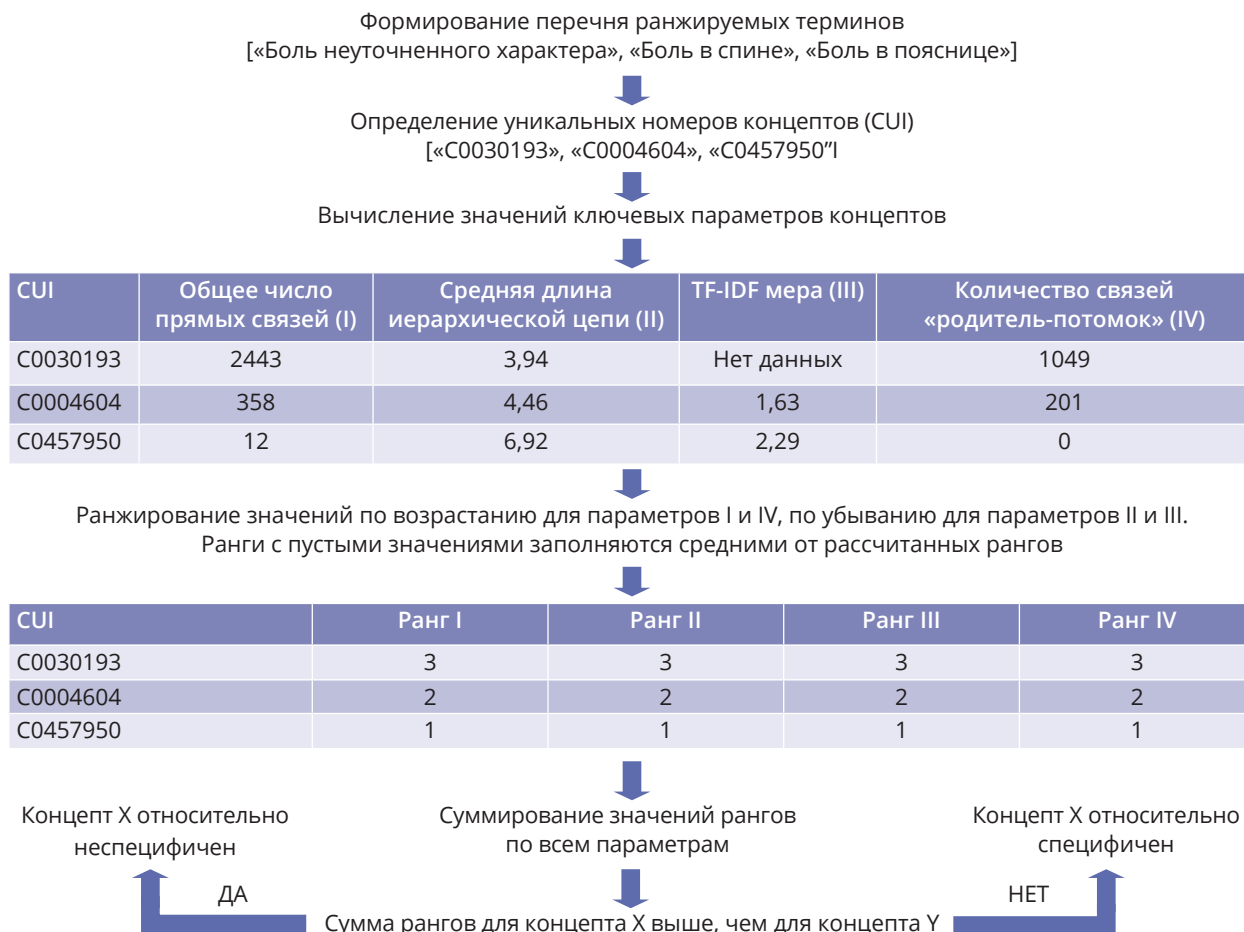 Формирование перечня ранжируемых терминов
[«Боль неуточненного характера», «Боль в спине», «Боль в пояснице»]
Определение уникальных номеров концептов (CUI)
[«C0030193», «C0004604», «C0457950”I
Вычисление значений ключевых параметров концептов
CUI Общее число прямых связей (I) Средняя длина иерархической цепи (II) TF-IDF мера (III) Количество связей «родитель-потомок» (IV)
C0030193 2443 3,94 Нет данных 1049
C0004604 358 4,46 1,63 201
C0457950 12 6,92 2,29 0
Ранжирование значений по возрастанию для параметров I и IV, по убыванию для параметров II и III.
Ранги с пустыми значениями заполняются средними от рассчитанных рангов
CUI Ранг I Ранг II Ранг III Ранг IV
C0030193 3 3 3 3
C0004604 2 2 2 2
C0457950 1 1 1 1
Концепт X относительно
неспецифичен
Суммирование значений рангов
по всем параметрам
Концепт X относительно
специфичен
ДА
НЕТ
Сумма рангов для концепта X выше, чем для концепта Y